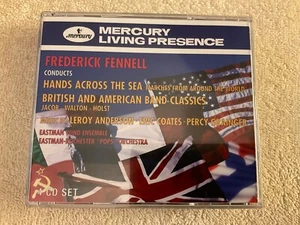 Mercury
MERCURY
LIVING PRESENCE
FREDERICK FENNELL
CONDUCTS
HANDS ACROSS THE SEA MARCHES FROM AROUND THE WORLD
BRITISH AND AMERICAN BAND CLASSICS
JACOB · WALTON · HOLST
LEROY ANDERSON · ERIC COATES · PERCY GRAINGER
EASTMAN WIND ENSEMBLE
EASTMAN-ROCHESTER "POPS" ORCHESTRA
CD SET